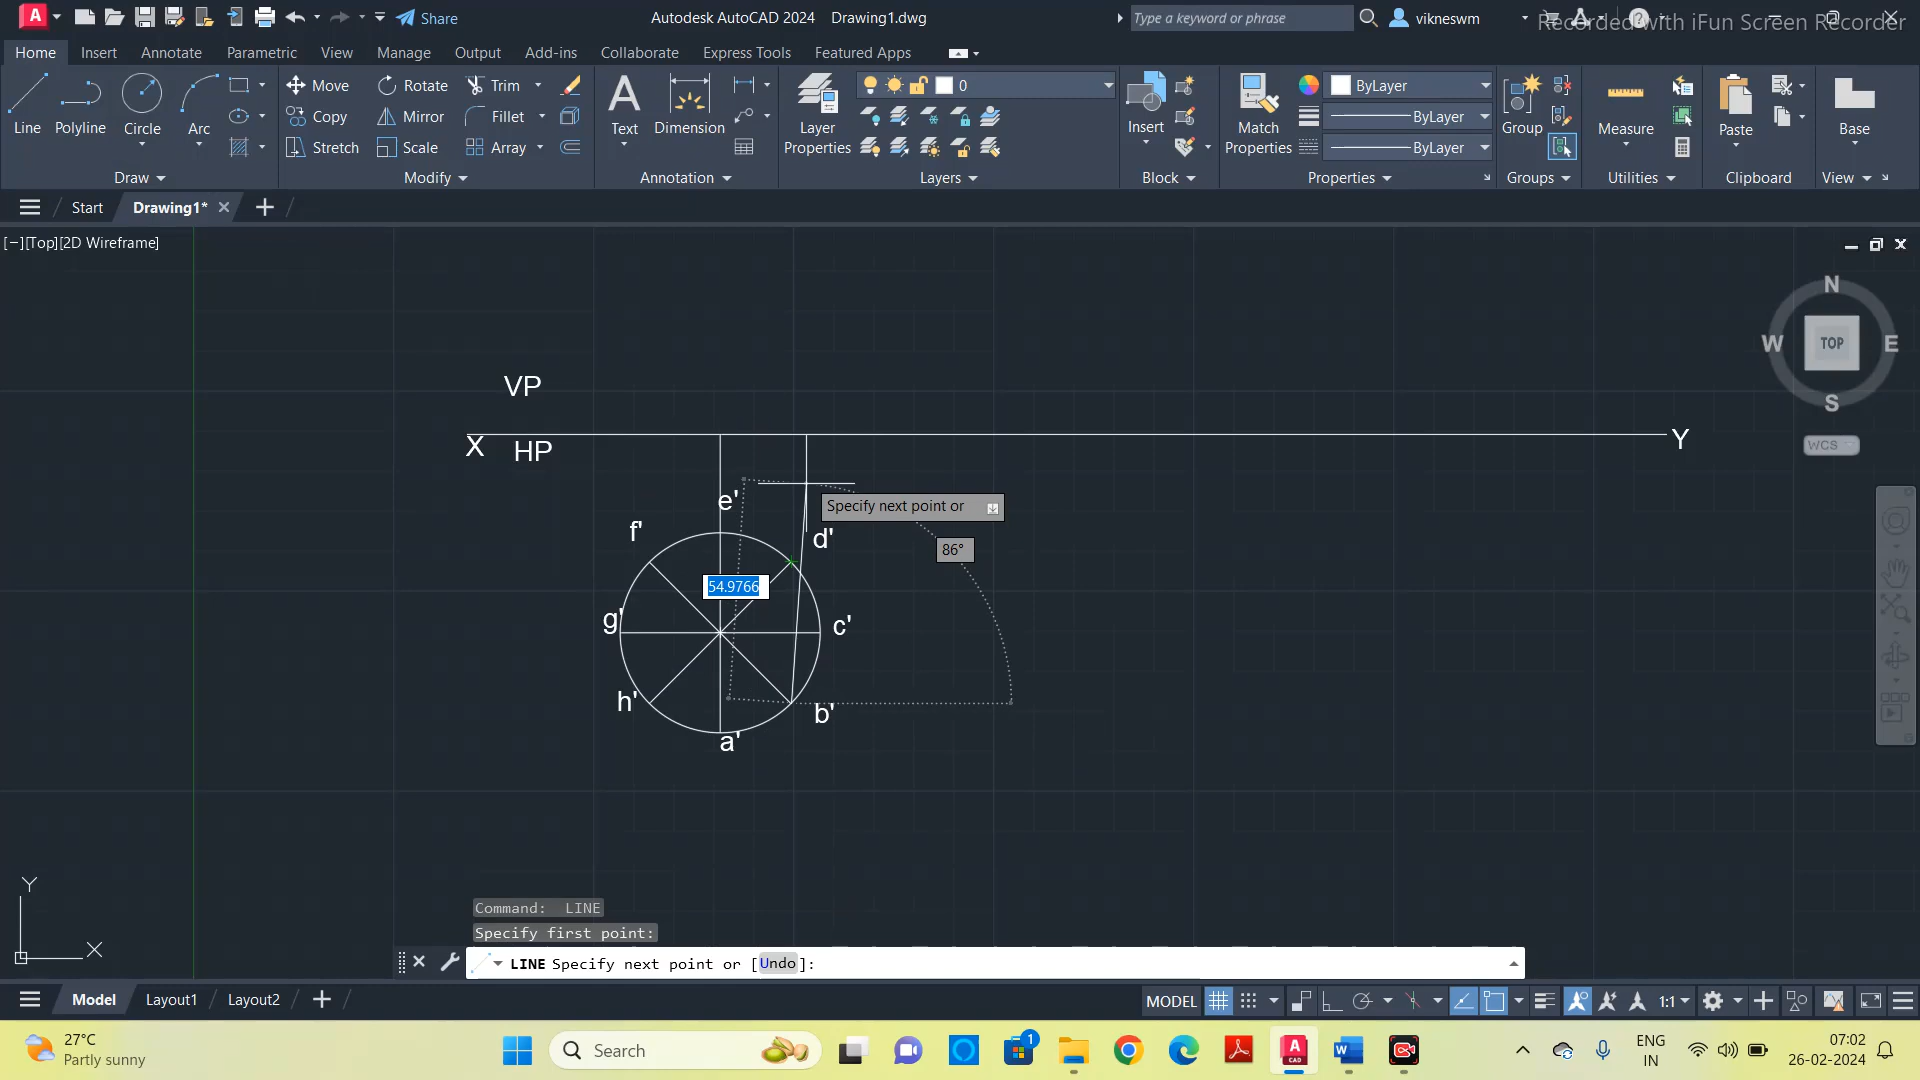 Share
Autodesk AutoCAD 2024 Drawing1.dwg
Type a keyword or phrase
vikneswm
Recorded with iFun Screen Recorder
Home Insert Annotate Parametric View Manage Output Add-ins Collaborate Express Tools Featured Apps
Line Polyline Circle Arc
Move Rotate Trim
Copy Mirror Fillet
Stretch Scale Array
Text Dimension
Layer Properties
0
Insert
Match Properties
ByLayer
ByLayer
ByLayer
Group
Measure
Paste
Base
Draw Modify Annotation Layers Block Properties Groups Utilities Clipboard View
Start Drawing1*
[−][Top][2D Wireframe]
N
W TOP E
S
WCS
VP
X HP Y
e'
f'
d'
g'
c'
h'
b'
a'
Specify next point or
86°
54.9766
Y
X
Command: LINE
Specify first point:
LINE Specify next point or [Undo]:
Model Layout1 Layout2
MODEL
1:1
27°C
Partly sunny
Search
1
A
CAD
W
ENG
IN
07:02
26-02-2024